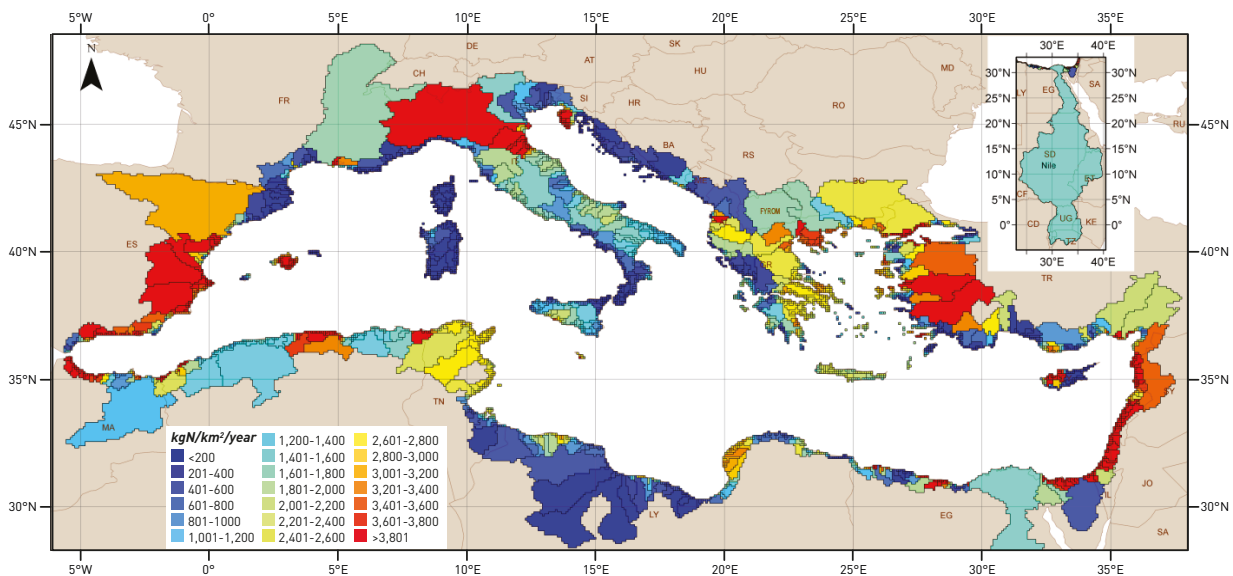 5°W 0° 5°E 10°E 15°E 20°E 25°E 30°E 35°E
N
DE
SK
AT
CH
HU
MD
FR
SI
HR
RO
45°N
45°N
RU
BA
RS
BG
IT
FYROM
ES
40°N
40°N
GR
TR
35°N
35°N
TN
SY
MA
30°N
30°N
LY
EG
IL
JO
SA
30°E 40°E
30°N
30°N
LY
EG
SA
25°N
25°N
20°N
20°N
15°N
15°N
SD
Nile
10°N
10°N
CF
5°N
5°N
UG
CD
KE
0°
0°
TZ
kgN/km²/year
<200
201-400
401-600
601-800
801-1000
1,001-1,200
1,200-1,400
1,401-1,600
1,601-1,800
1,801-2,000
2,001-2,200
2,201-2,400
2,401-2,600
2,601-2,800
2,800-3,000
3,001-3,200
3,201-3,400
3,401-3,600
3,601-3,800
>3,801
5°W 0° 5°E 10°E 15°E 20°E 25°E 30°E 35°E